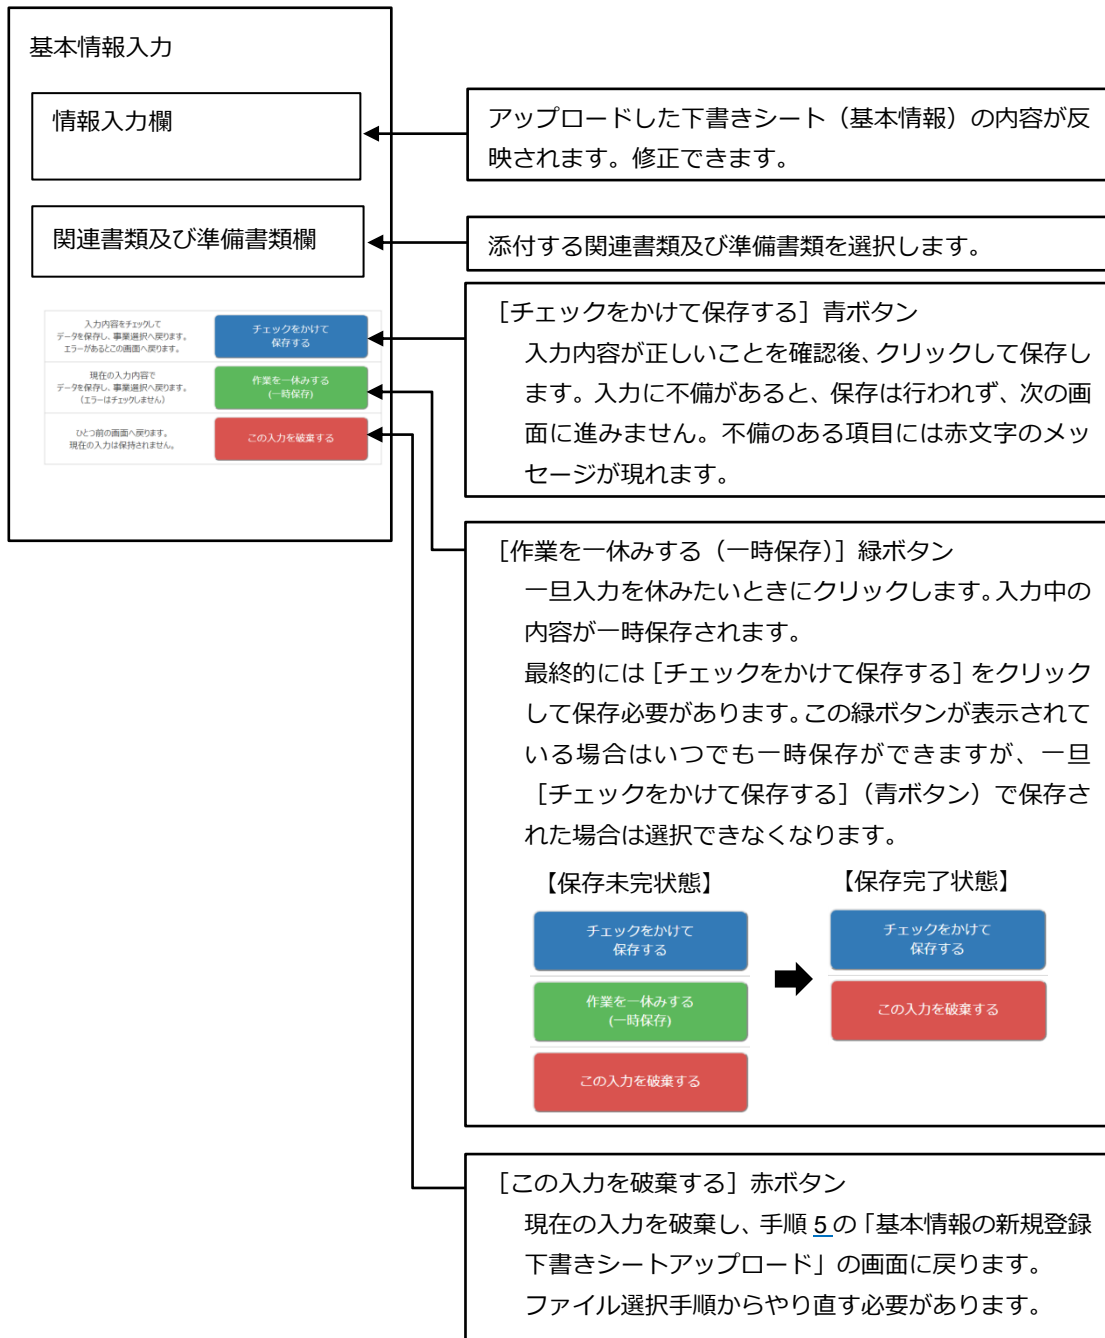 基本情報入力
情報入力欄
アップロードした下書きシート（基本情報）の内容が反
映されます。修正できます。
関連書類及び準備書類欄
添付する関連書類及び準備書類を選択します。
入力内容をチェックして
データを保存し、事業選択へ戻ります。
エラーがあるとこの画面へ戻ります。
チェックをかけて
保存する
現在の入力内容で
データを保存し、事業選択へ戻ります。
（エラーはチェックしません）
作業を一休みする
(一時保存)
ひとつ前の画面へ戻ります。
現在の入力は保持されません。
この入力を破棄する
［チェックをかけて保存する］青ボタン
入力内容が正しいことを確認後、クリックして保存し
ます。入力に不備があると、保存は行われず、次の画
面に進みません。不備のある項目には赤文字のメッ
セージが現れます。
［作業を一休みする（一時保存）］緑ボタン
一旦入力を休みたいときにクリックします。入力中の
内容が一時保存されます。
最終的には［チェックをかけて保存する］をクリック
して保存必要があります。この緑ボタンが表示されて
いる場合はいつでも一時保存ができますが、一旦
［チェックをかけて保存する］（青ボタン）で保存さ
れた場合は選択できなくなります。
【保存未完状態】
チェックをかけて
保存する
作業を一休みする
(一時保存)
この入力を破棄する
【保存完了状態】
チェックをかけて
保存する
この入力を破棄する
［この入力を破棄する］赤ボタン
現在の入力を破棄し、手順 5 の「基本情報の新規登録
下書きシートアップロード」の画面に戻ります。
ファイル選択手順からやり直す必要があります。